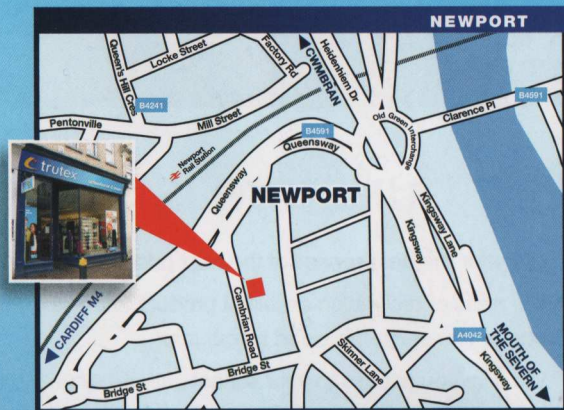 NEWPORT
Queen's Hill Cres
Locke Street
Factory Rd
CWMBRAN
Heidenhiem Dr
B4241
B4591
Clarence Pl
Pentonville
Mill Street
B4591
Queensway
Old Green Interchange
Newport
Rail Station
trutex
Queensway
NEWPORT
Kingsway Lane
Kingsway
CARDIFF M4
Cambrian Road
A4042
MOUTH OF
THE SEVERN
Skinner Lane
Kingsway
Bridge St
Bridge St